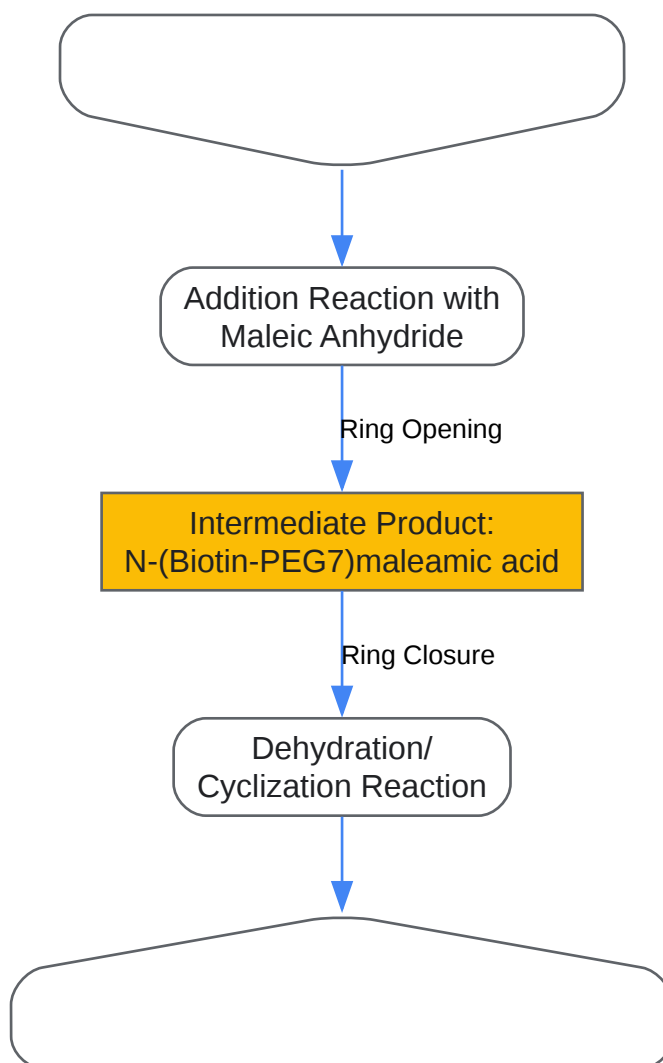 Addition Reaction with
Maleic Anhydride
Ring Opening
Intermediate Product:
N-(Biotin-PEG7)maleamic acid
Ring Closure
Dehydration/
Cyclization Reaction